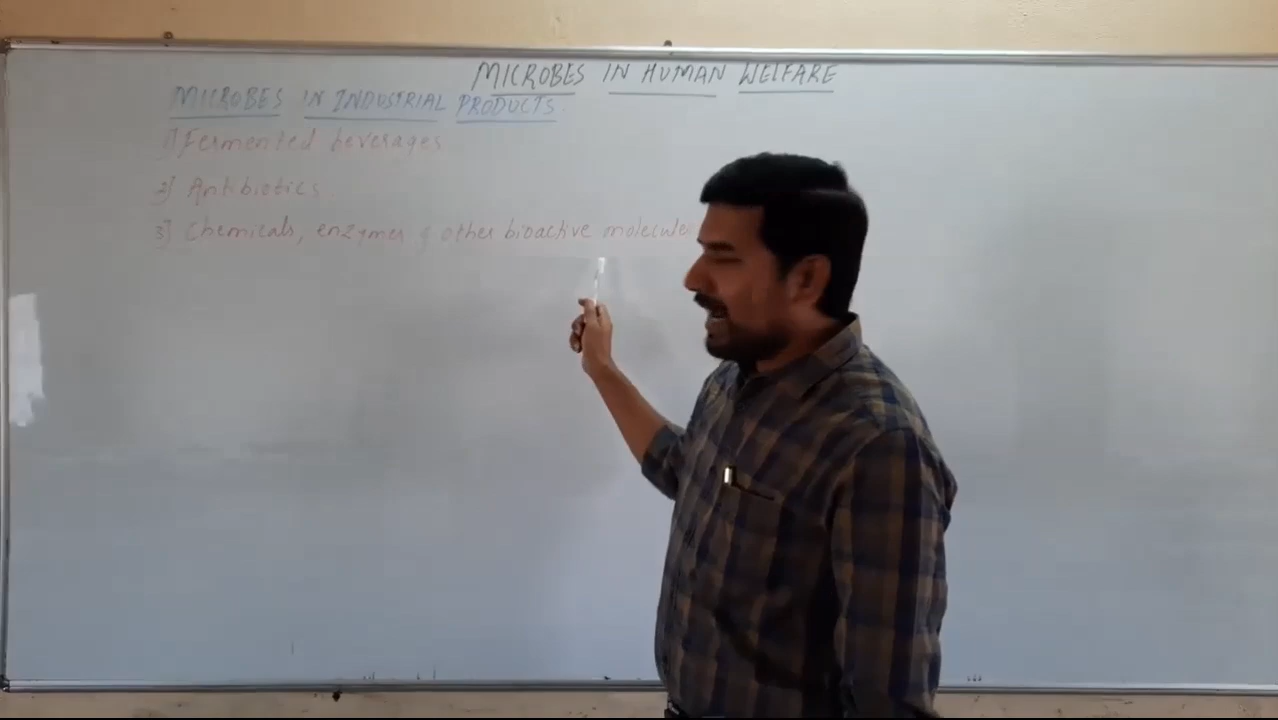 MICROBES IN HUMAN WELFARE
MICROBES IN INDUSTRIAL PRODUCTS.
1] Fermented beverages
2] Antibiotics
3] Chemicals, enzymes & other bioactive molecules